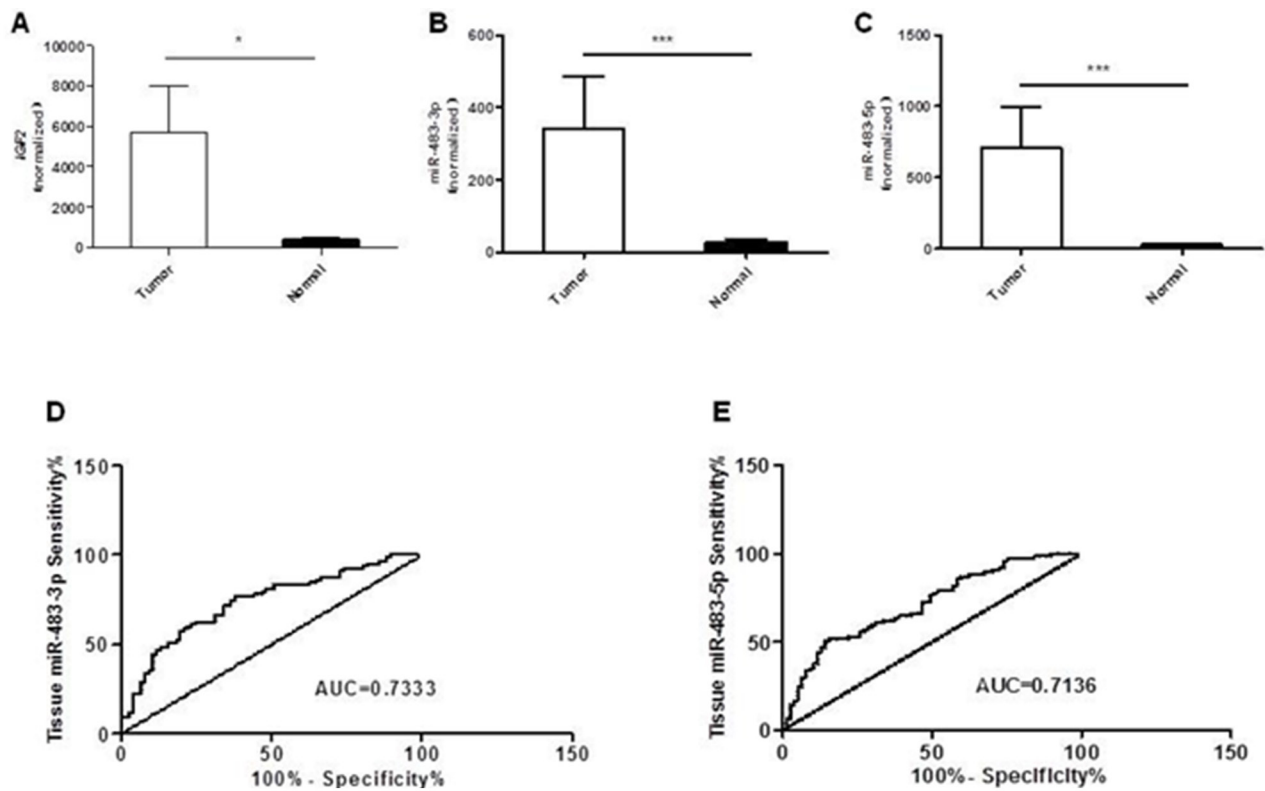 A
IGF2
(normalized)
10000
8000
6000
4000
2000
0
*
Tumor
Normal
B
miR-483-3p
(normalized)
600
400
200
0
***
Tumor
Normal
C
miR-483-5p
(normalized)
1500
1000
500
0
***
Tumor
Normal
D
Tissue miR-483-3p Sensitivity%
150
100
50
0
AUC=0.7333
0 50 100 150
100% - Specificity%
E
Tissue miR-483-5p Sensitivity%
150
100
50
0
AUC=0.7136
0 50 100 150
100% - Specificity%